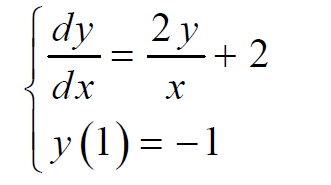 dy/dx = 2y/x + 2
y(1) = −1